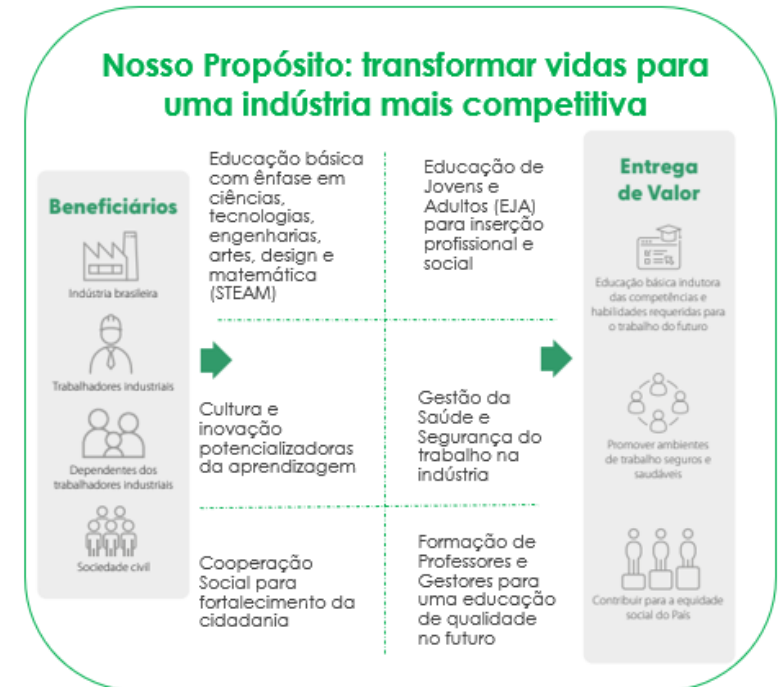 Nosso Propósito: transformar vidas para
uma indústria mais competitiva
Beneficiários
Indústria brasileira
Trabalhadores industriais
Dependentes dos
trabalhadores industriais
Sociedade civil
Educação básica
com ênfase em
ciências,
tecnologias,
engenharias,
artes, design e
matemática
(STEAM)
Educação de
Jovens e
Adultos (EJA)
para inserção
profissional e
social
Cultura e
inovação
potencializadoras
da aprendizagem
Gestão da
Saúde e
Segurança do
trabalho na
indústria
Cooperação
Social para
fortalecimento da
cidadania
Formação de
Professores e
Gestores para
uma educação
de qualidade
no futuro
Entrega
de Valor
Educação básica indutora
das competências e
habilidades requeridas para
o trabalho do futuro
Promover ambientes
de trabalho seguros e
saudáveis
Contribuir para a equidade
social do País